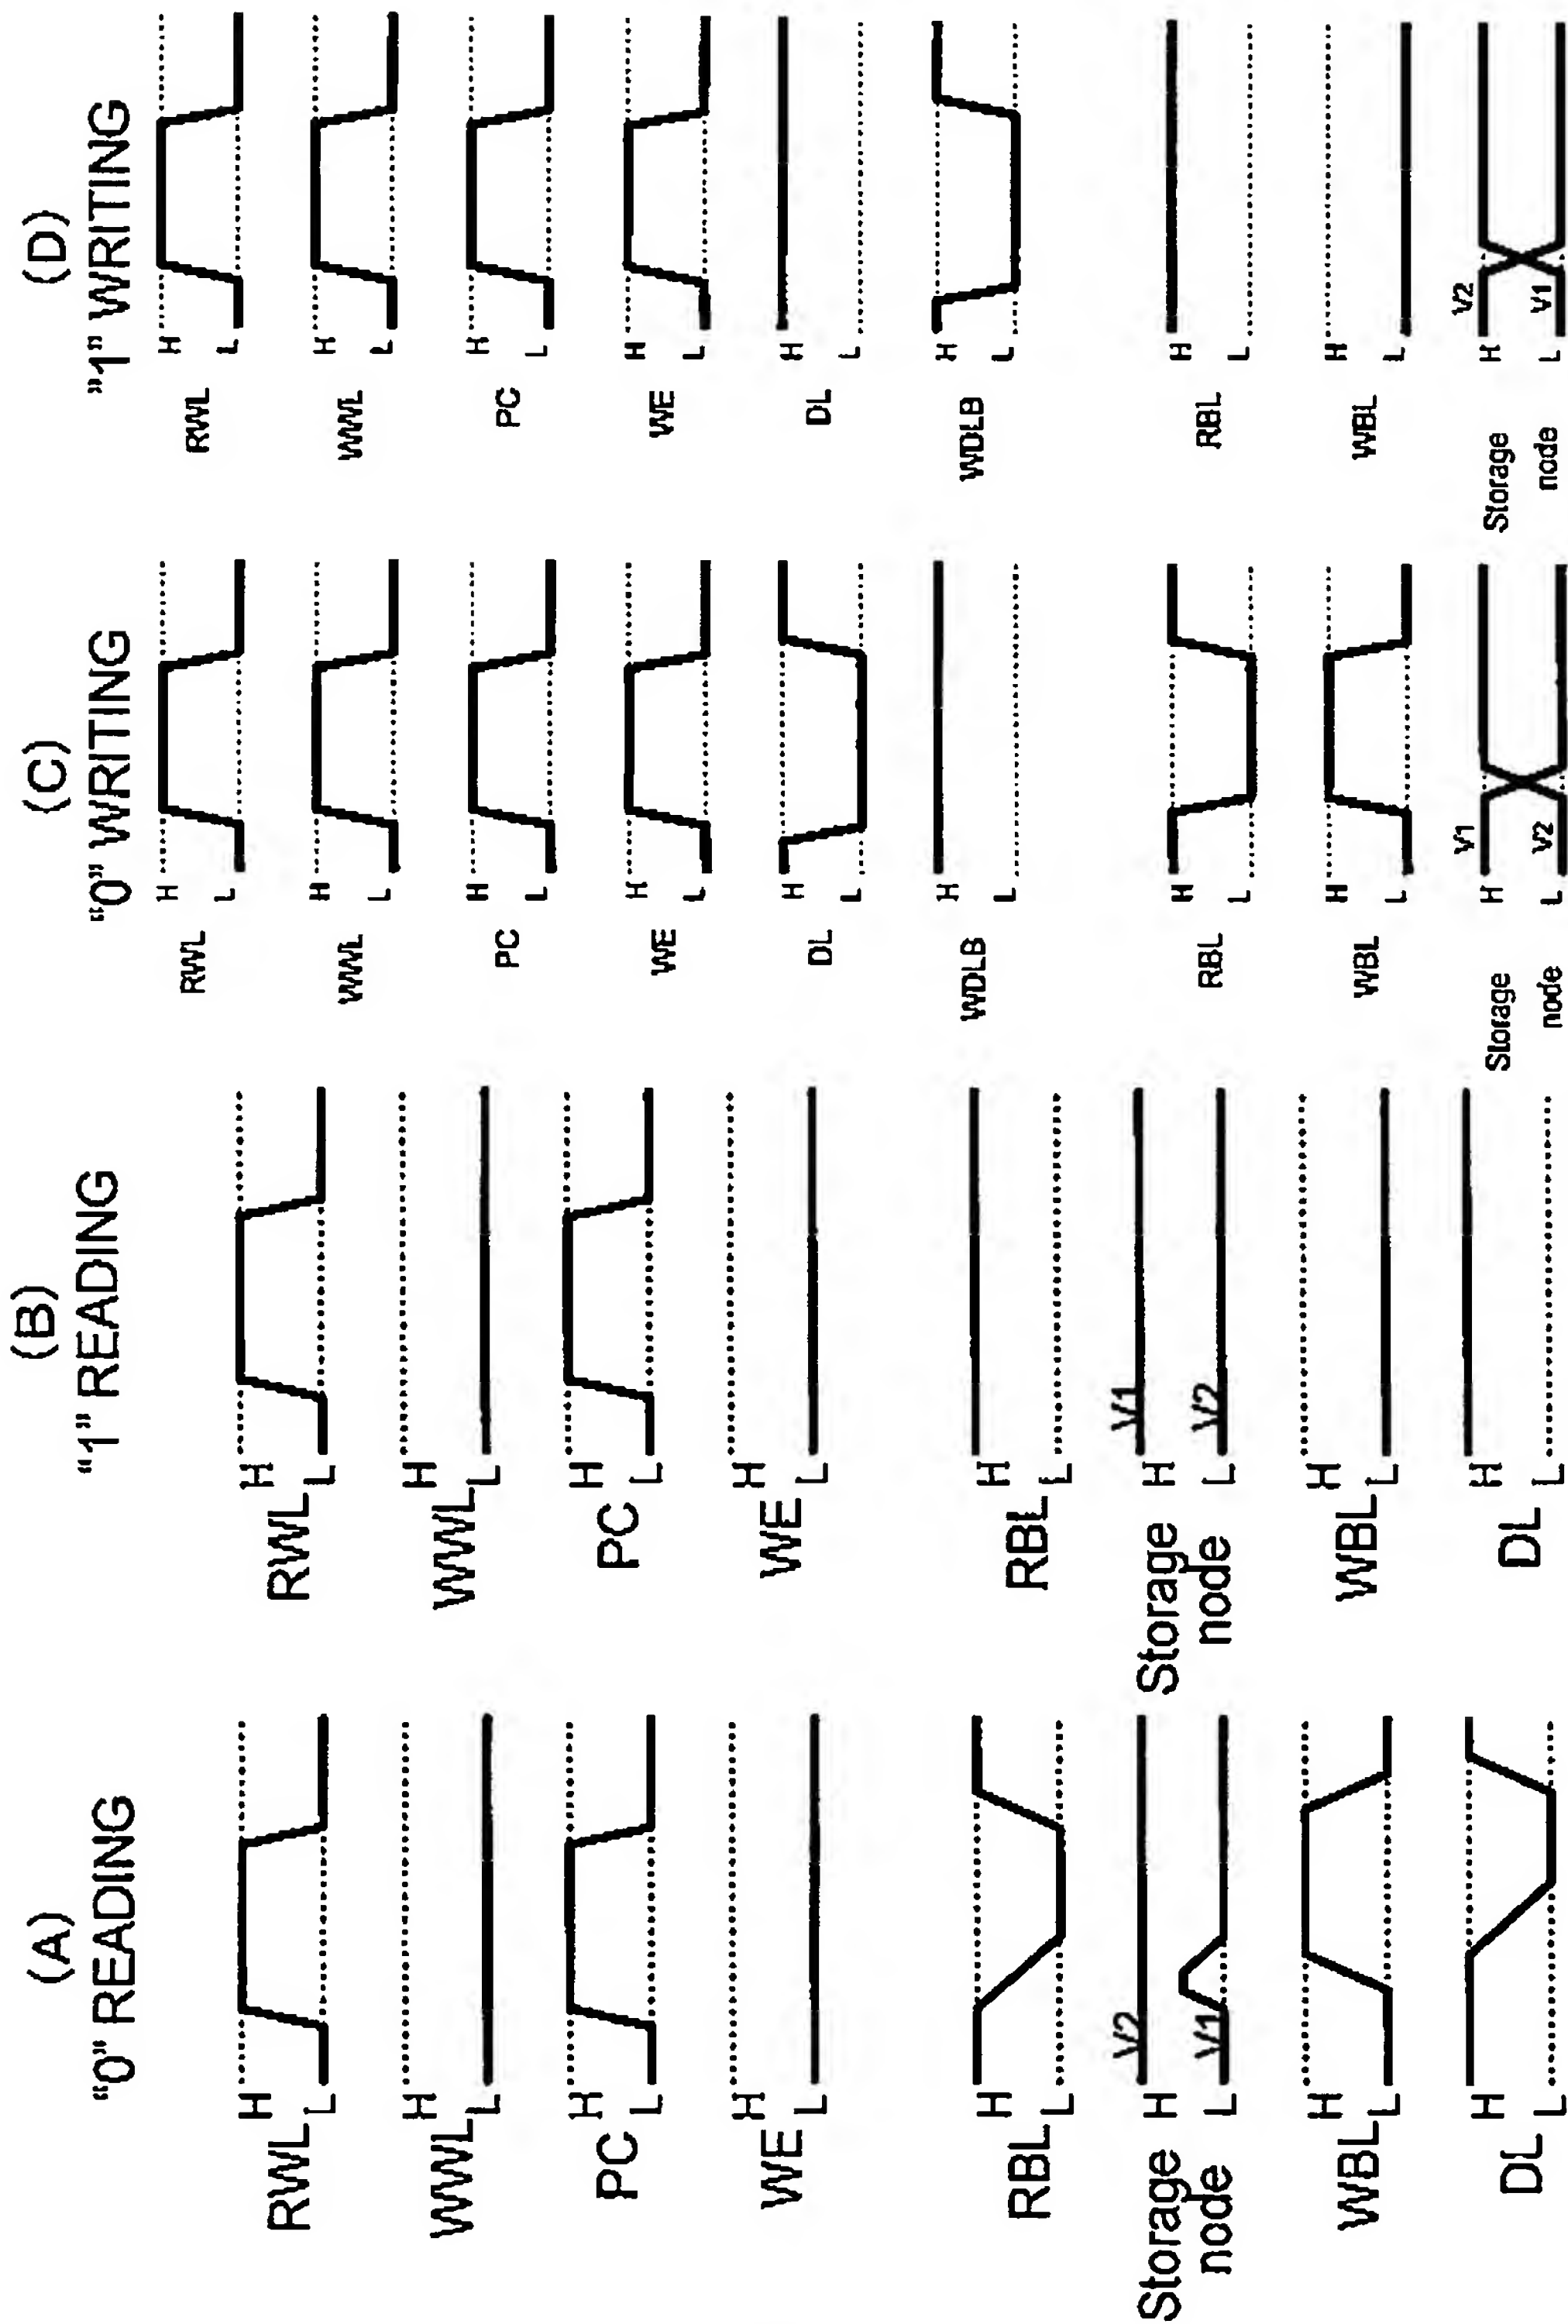 (A)
"0" READING
RWL H L
WWL H L
PC H L
WE H L
RBL H L
Storage node H L V2 V1
WBL H L
DL H L
(B)
"1" READING
RWL H L
WWL H L
PC H L
WE H L
RBL H L
Storage node H L V1 V2
WBL H L
DL H L
(C)
"0" WRITING
RWL H L
WWL H L
PC H L
WE H L
DL H L
WDLB H L
RBL H L
WBL H L
Storage node H L V1 V2
(D)
"1" WRITING
RWL H L
WWL H L
PC H L
WE H L
DL H L
WDLB H L
RBL H L
WBL H L
Storage node H L V2 V1